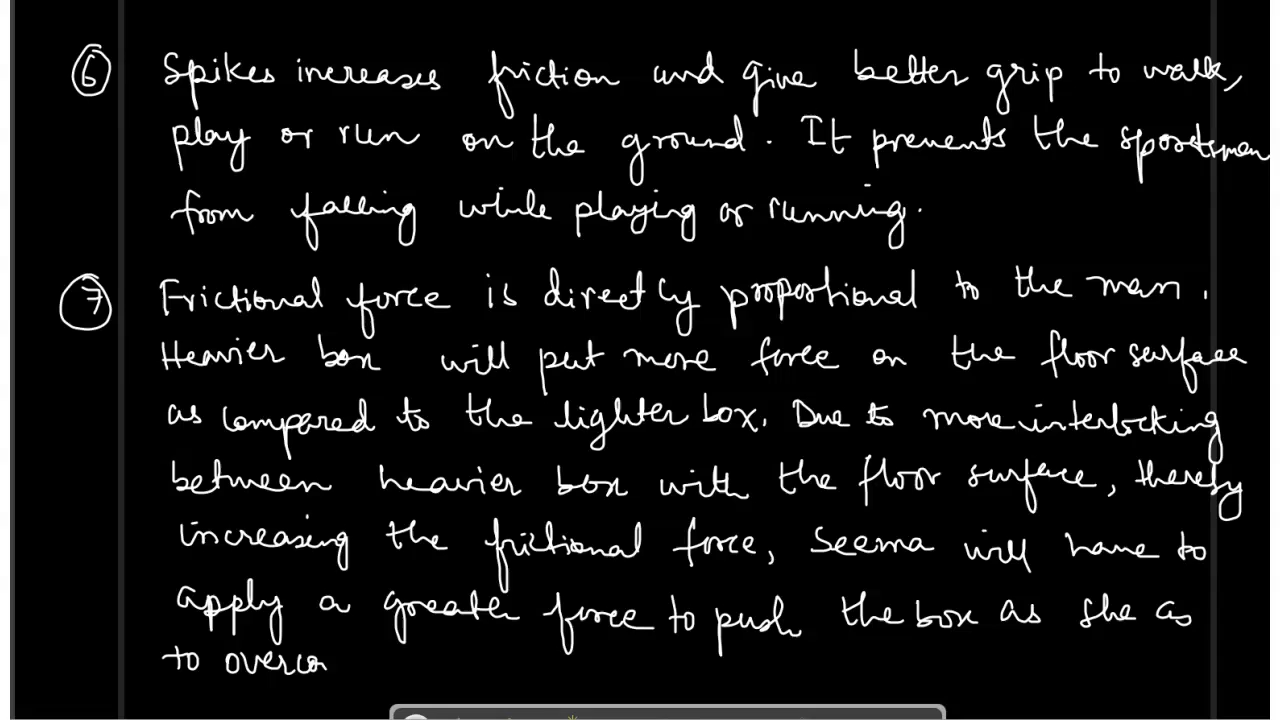 6 Spikes increases friction and give better grip to walk,
play or run on the ground. It prevents the sportsmen
from falling while playing or running.
7 Frictional force is directly proportional to the mass.
Heavier box will put more force on the floor surface
as compared to the lighter box. Due to more interlocking
between heavier box with the floor surface, thereby
increasing the frictional force, Seema will have to
apply a greater force to push the box as she as
to overco